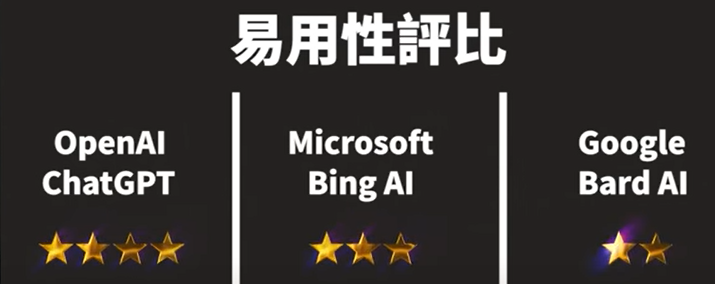 易用性評比
OpenAI
ChatGPT
Microsoft
Bing AI
Google
Bard AI